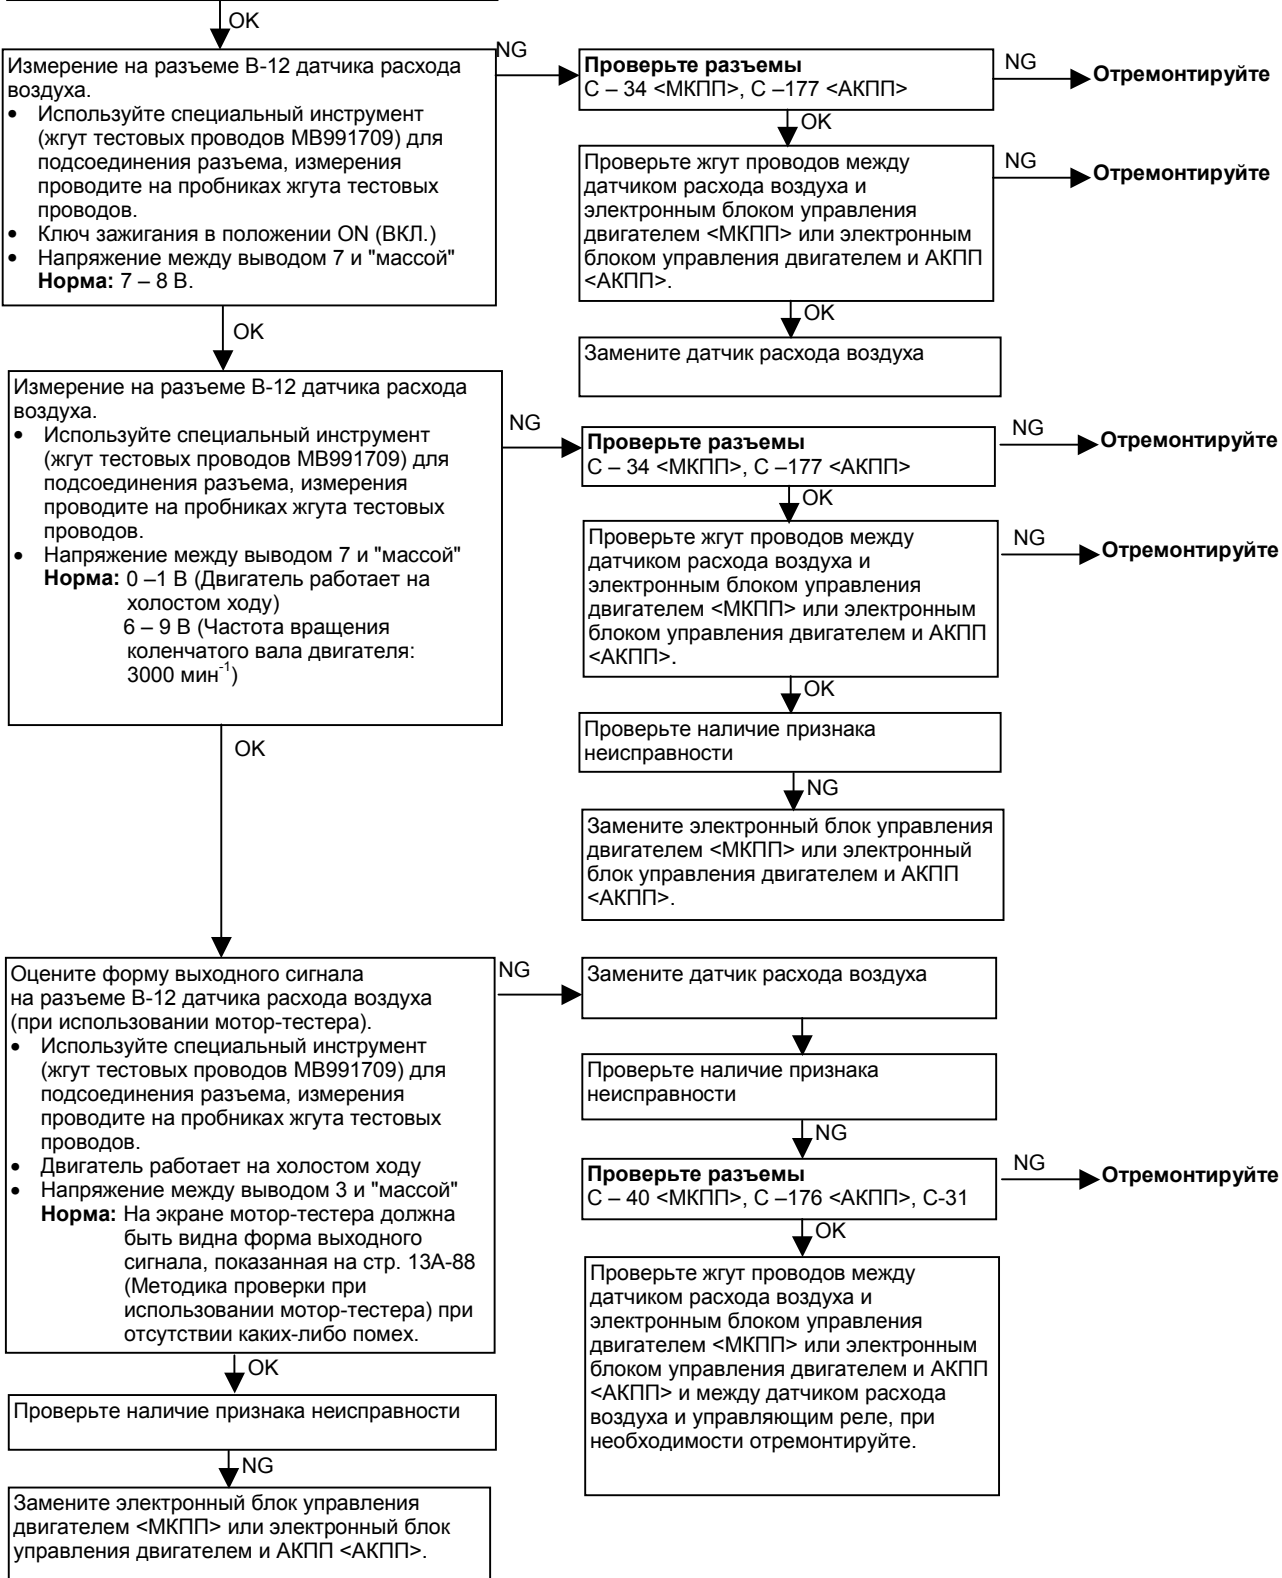 OK
Измерение на разъеме В-12 датчика расхода
воздуха.
• Используйте специальный инструмент
(жгут тестовых проводов MB991709) для
подсоединения разъема, измерения
проводите на пробниках жгута тестовых
проводов.
• Ключ зажигания в положении ON (ВКЛ.)
• Напряжение между выводом 7 и "массой"
Норма: 7 – 8 В.
NG
Проверьте разъемы
С – 34 <МКПП>, С –177 <АКПП>
NG
Отремонтируйте
OK
Проверьте жгут проводов между
датчиком расхода воздуха и
электронным блоком управления
двигателем <МКПП> или электронным
блоком управления двигателем и АКПП
<АКПП>.
NG
Отремонтируйте
OK
Замените датчик расхода воздуха
OK
Измерение на разъеме В-12 датчика расхода
воздуха.
• Используйте специальный инструмент
(жгут тестовых проводов MB991709) для
подсоединения разъема, измерения
проводите на пробниках жгута тестовых
проводов.
• Напряжение между выводом 7 и "массой"
Норма: 0 –1 В (Двигатель работает на
холостом ходу)
6 – 9 В (Частота вращения
коленчатого вала двигателя:
3000 мин⁻¹)
NG
Проверьте разъемы
С – 34 <МКПП>, С –177 <АКПП>
NG
Отремонтируйте
OK
Проверьте жгут проводов между
датчиком расхода воздуха и
электронным блоком управления
двигателем <МКПП> или электронным
блоком управления двигателем и АКПП
<АКПП>.
NG
Отремонтируйте
OK
Проверьте наличие признака
неисправности
NG
Замените электронный блок управления
двигателем <МКПП> или электронный
блок управления двигателем и АКПП
<АКПП>.
OK
Оцените форму выходного сигнала
на разъеме В-12 датчика расхода воздуха
(при использовании мотор-тестера).
• Используйте специальный инструмент
(жгут тестовых проводов MB991709) для
подсоединения разъема, измерения
проводите на пробниках жгута тестовых
проводов.
• Двигатель работает на холостом ходу
• Напряжение между выводом 3 и "массой"
Норма: На экране мотор-тестера должна
быть видна форма выходного
сигнала, показанная на стр. 13А-88
(Методика проверки при
использовании мотор-тестера) при
отсутствии каких-либо помех.
NG
Замените датчик расхода воздуха
Проверьте наличие признака
неисправности
NG
Проверьте разъемы
С – 40 <МКПП>, С –176 <АКПП>, С-31
NG
Отремонтируйте
OK
Проверьте жгут проводов между
датчиком расхода воздуха и
электронным блоком управления
двигателем <МКПП> или электронным
блоком управления двигателем и АКПП
<АКПП> и между датчиком расхода
воздуха и управляющим реле, при
необходимости отремонтируйте.
OK
Проверьте наличие признака неисправности
NG
Замените электронный блок управления
двигателем <МКПП> или электронный блок
управления двигателем и АКПП <АКПП>.